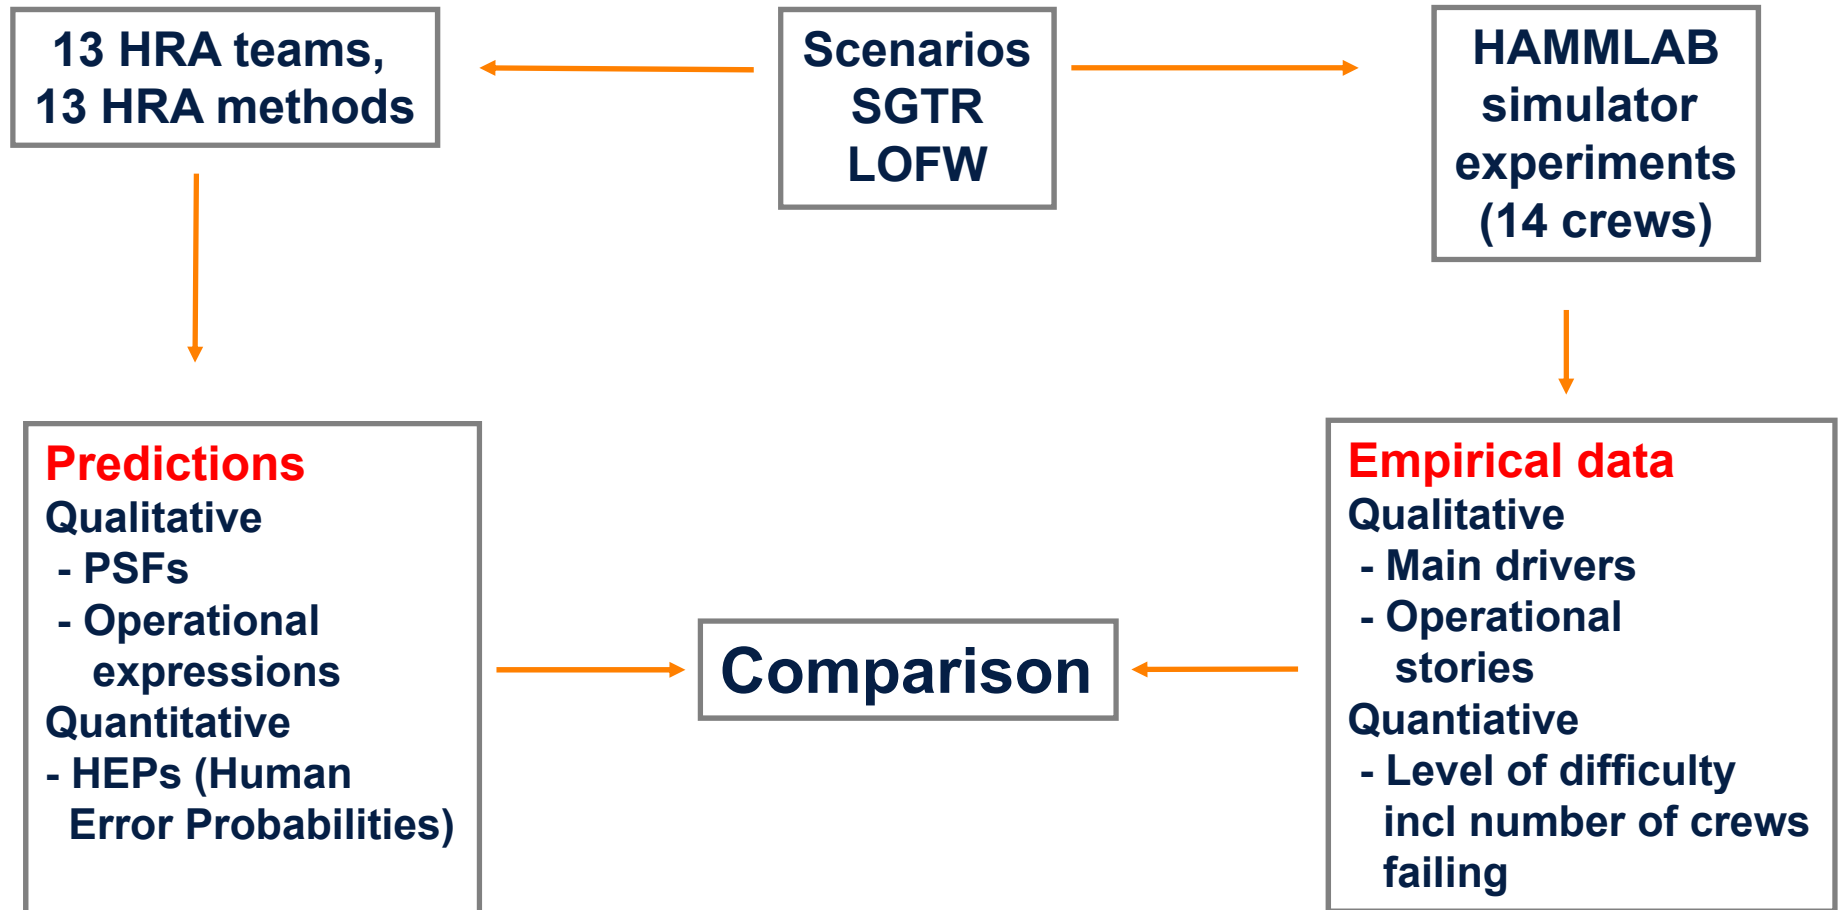 13 HRA teams,
13 HRA methods
Scenarios
SGTR
LOFW
HAMMLAB
simulator
experiments
(14 crews)
Predictions
Qualitative
- PSFs
- Operational
expressions
Quantitative
- HEPs (Human
Error Probabilities)
Comparison
Empirical data
Qualitative
- Main drivers
- Operational
stories
Quantiative
- Level of difficulty
incl number of crews
failing